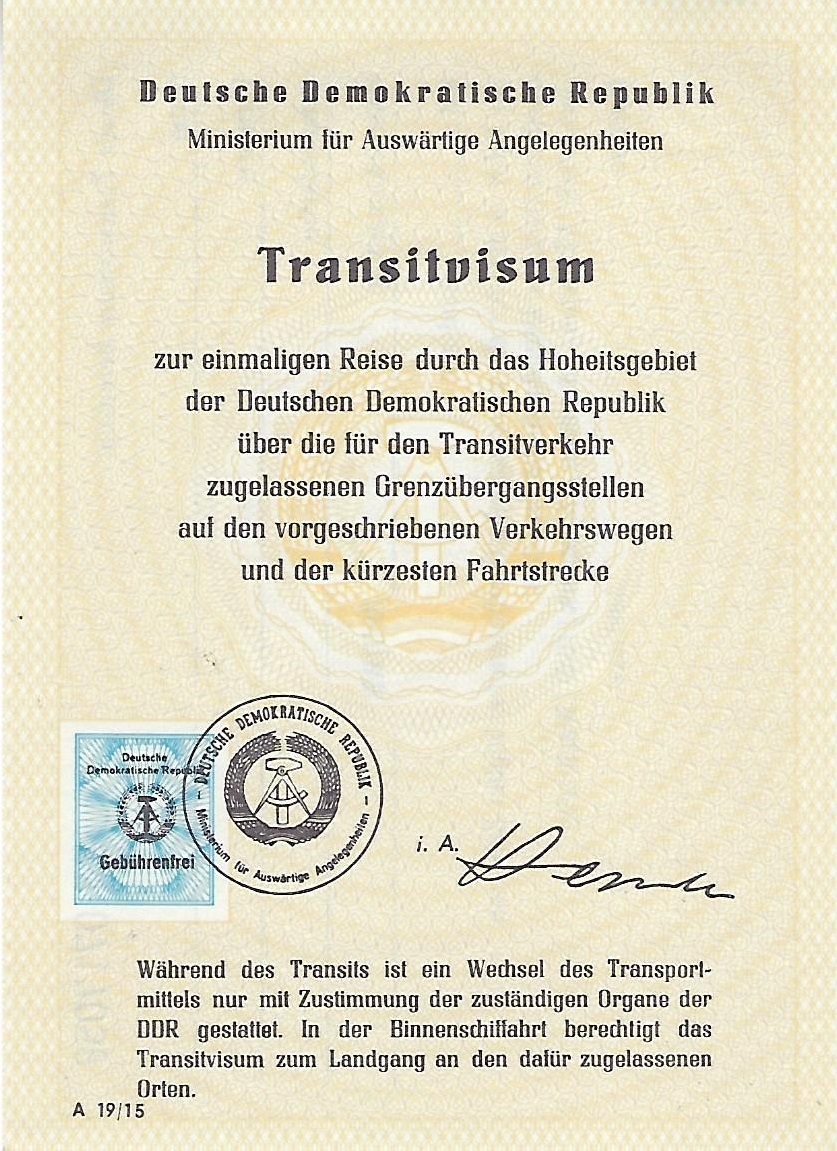 Deutsche Demokratische Republik
Ministerium für Auswärtige Angelegenheiten
Transitvisum
zur einmaligen Reise durch das Hoheitsgebiet
der Deutschen Demokratischen Republik
über die für den Transitverkehr
zugelassenen Grenzübergangsstellen
auf den vorgeschriebenen Verkehrswegen
und der kürzesten Fahrtstrecke
Deutsche
Demokratische Republik
Gebührenfrei
– DEUTSCHE DEMOKRATISCHE REPUBLIK –
Ministerium für Auswärtige Angelegenheiten
i. A.
Während des Transits ist ein Wechsel des Transport-
mittels nur mit Zustimmung der zuständigen Organe der
DDR gestattet. In der Binnenschiffahrt berechtigt das
Transitvisum zum Landgang an den dafür zugelassenen
Orten.
A 19/15